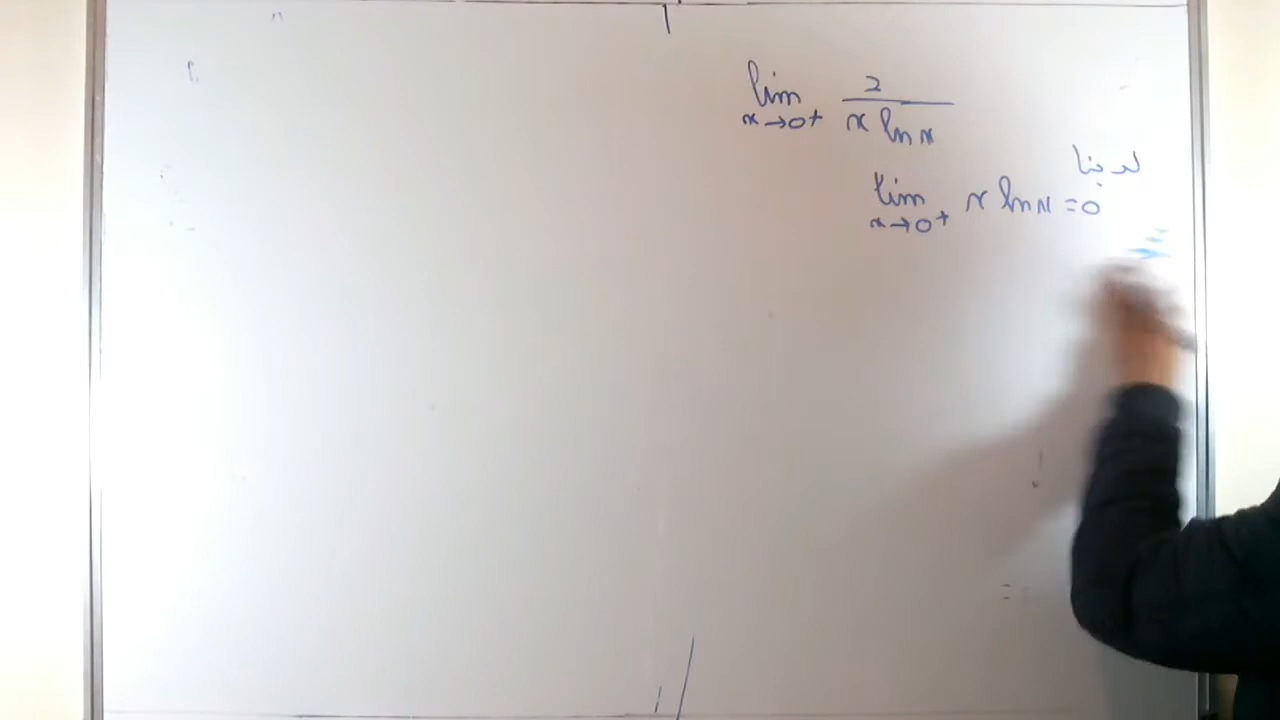 lim x→0+ 2 / (x ln x)
لدينا
lim x→0+ x ln x = 0